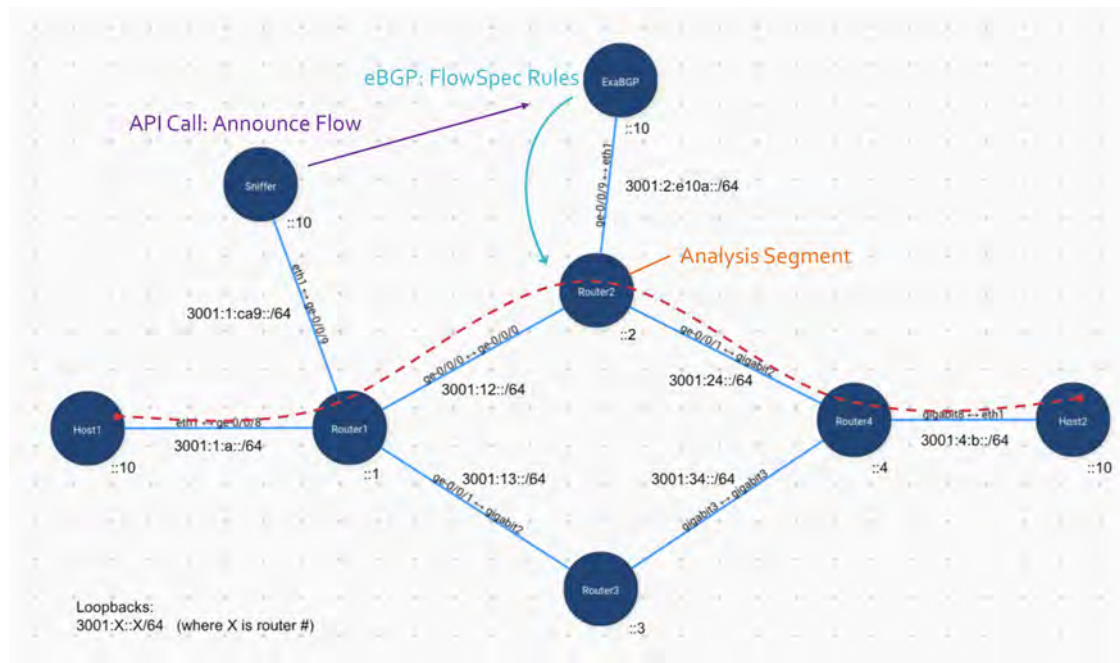 ExaBGP
eBGP: FlowSpec Rules
::10
API Call: Announce Flow
ge-0/0/9 ↔ eth1
Sniffer
3001:2:e10a::/64
::10
Analysis Segment
eth1 ↔ ge-0/0/9
Router2
3001:1:ca9::/64
::2
ge-0/0/0 ↔ ge-0/0/0
ge-0/0/1 ↔ gigabit2
3001:12::/64
3001:24::/64
Host1
eth1 ↔ ge-0/0/8
Router1
Router4
gigabit8 ↔ eth1
Host2
3001:1:a::/64
3001:4:b::/64
::10
::1
::4
::10
3001:13::/64
3001:34::/64
ge-0/0/1 ↔ gigabit2
gigabit3 ↔ gigabit3
Router3
::3
Loopbacks:
3001:X::X/64 (where X is router #)